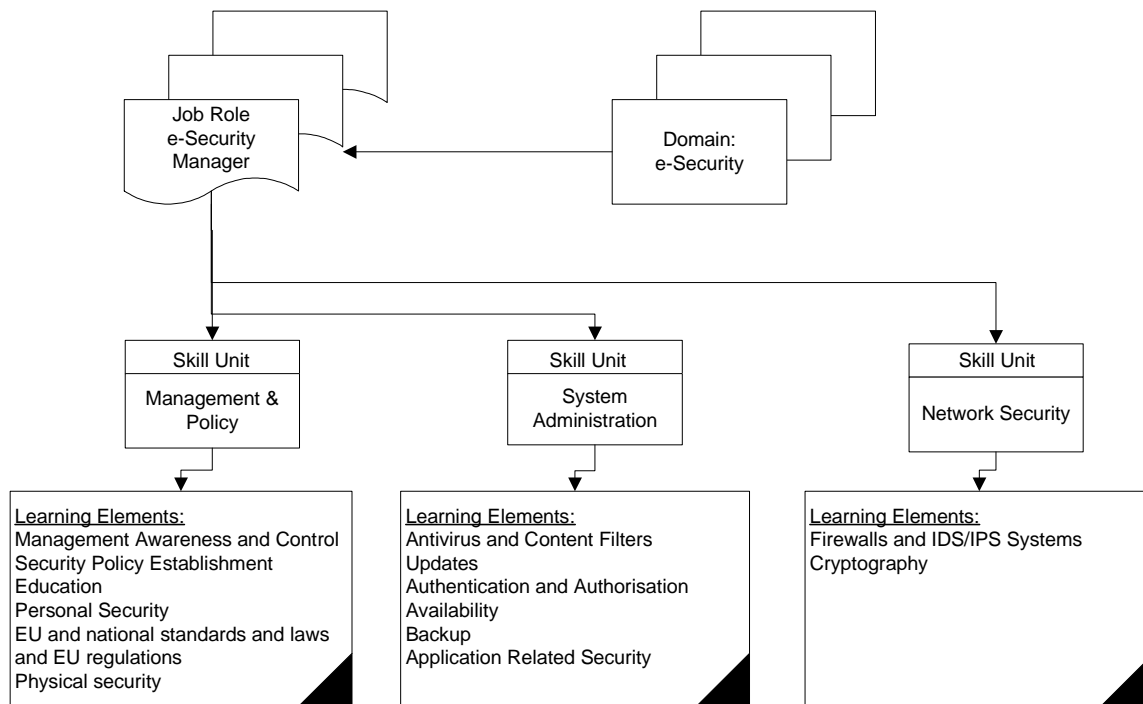 Job Role
e-Security
Manager
Domain:
e-Security
Skill Unit
Management &
Policy
Skill Unit
System
Administration
Skill Unit
Network Security
Learning Elements:
Management Awareness and Control
Security Policy Establishment
Education
Personal Security
EU and national standards and laws
and EU regulations
Physical security
Learning Elements:
Antivirus and Content Filters
Updates
Authentication and Authorisation
Availability
Backup
Application Related Security
Learning Elements:
Firewalls and IDS/IPS Systems
Cryptography